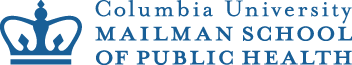 Columbia University
MAILMAN SCHOOL
OF PUBLIC HEALTH